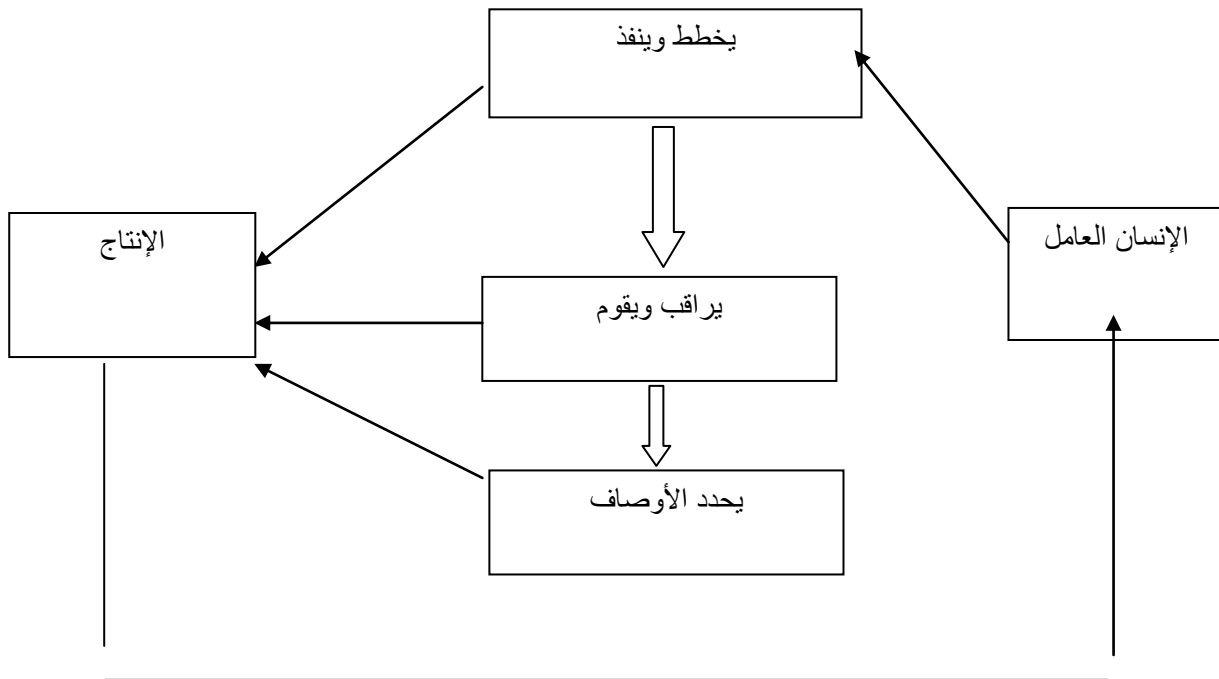 يخطط وينفذ
الإنسان العامل
الإنتاج
يراقب ويقوم
يحدد الأوصاف